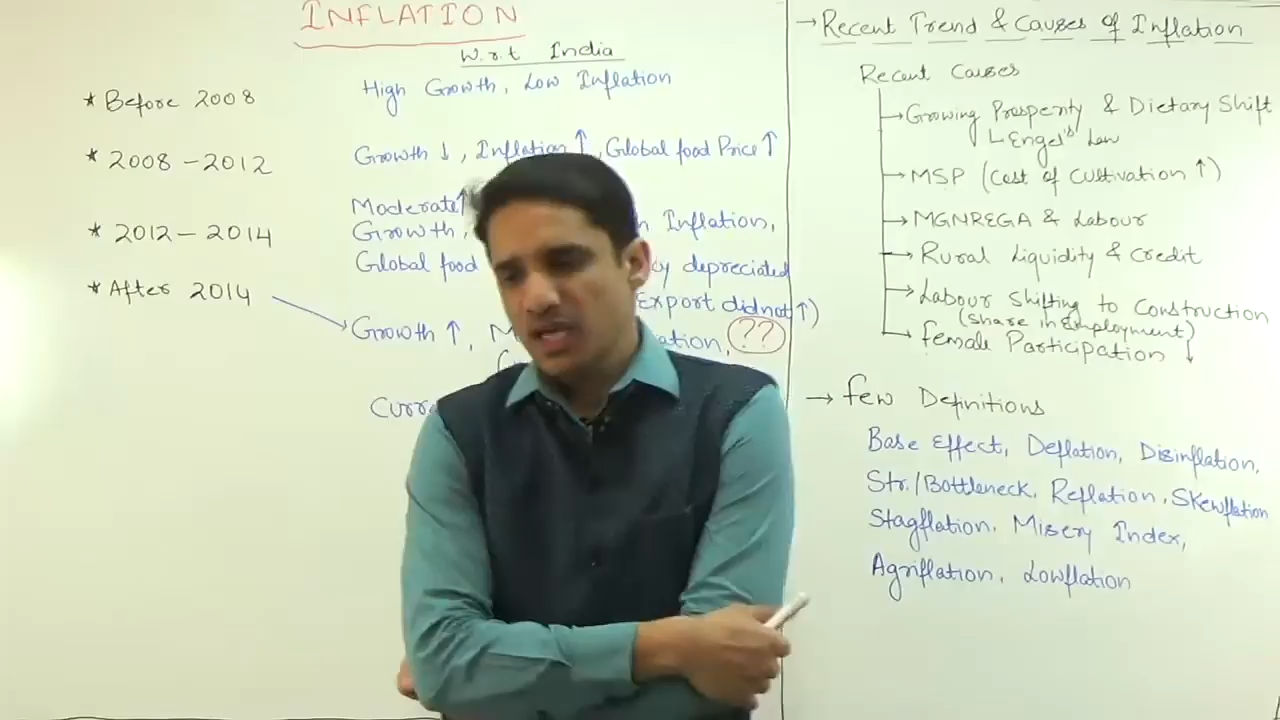 INFLATION
W.r.t India
* Before 2008 High Growth, Low Inflation
* 2008 - 2012 Growth ↓, Inflation ↑, Global food Price ↑
Moderate ↑
* 2012 - 2014 Growth, Inflation,
Global food depreciated
Export didnot ↑)
* After 2014 Growth ↑, ??
→ Recent Trend & Causes of Inflation
Recent Causes
→ Growing Prosperity & Dietary Shift
Engel's Law
→ MSP (Cost of Cultivation ↑)
→ MGNREGA & Labour
→ Rural Liquidity & Credit
→ Labour Shifting to Construction
(Share in Employment)
→ Female Participation ↓
→ Few Definitions
Base Effect, Deflation, Disinflation,
Str./Bottleneck, Reflation, Skewflation
Stagflation, Misery Index,
Agriflation, Lowflation